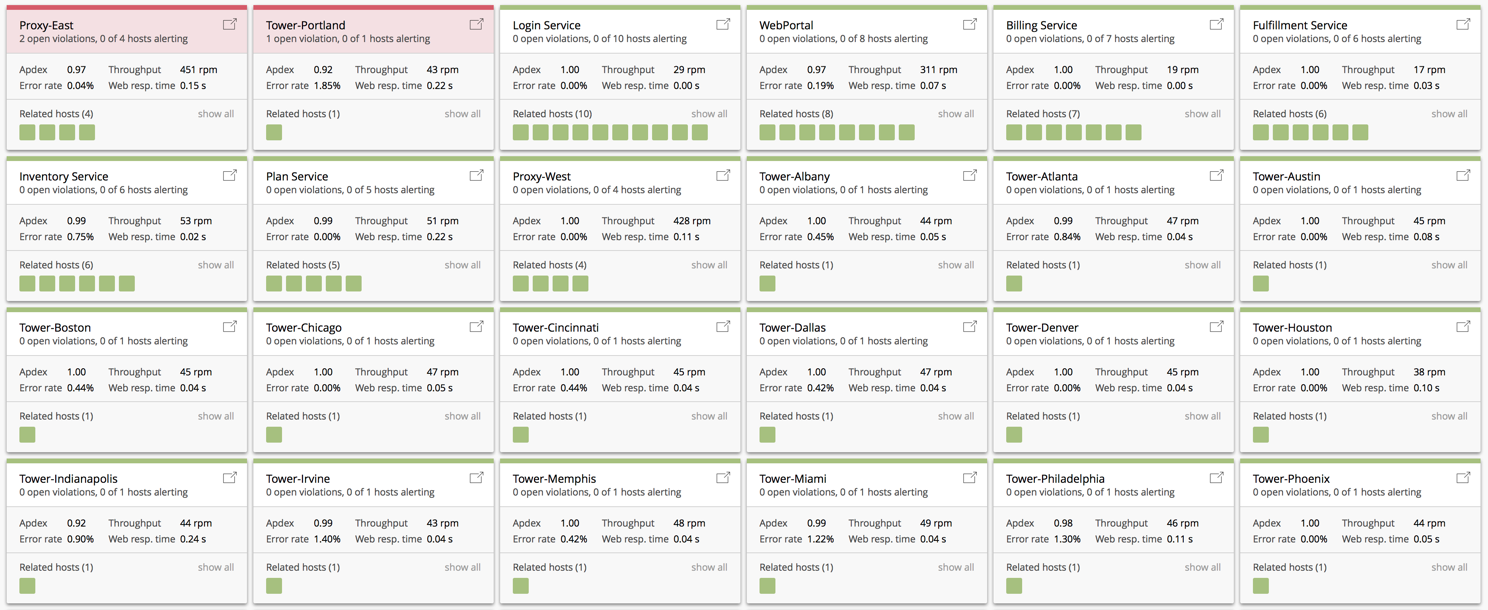 Proxy-East
2 open violations, 0 of 4 hosts alerting
Apdex 0.97 Throughput 451 rpm
Error rate 0.04% Web resp. time 0.15 s
Related hosts (4) show all
Tower-Portland
1 open violation, 0 of 1 hosts alerting
Apdex 0.92 Throughput 43 rpm
Error rate 1.85% Web resp. time 0.22 s
Related hosts (1) show all
Login Service
0 open violations, 0 of 10 hosts alerting
Apdex 1.00 Throughput 29 rpm
Error rate 0.00% Web resp. time 0.00 s
Related hosts (10) show all
WebPortal
0 open violations, 0 of 8 hosts alerting
Apdex 0.97 Throughput 311 rpm
Error rate 0.19% Web resp. time 0.07 s
Related hosts (8) show all
Billing Service
0 open violations, 0 of 7 hosts alerting
Apdex 1.00 Throughput 19 rpm
Error rate 0.00% Web resp. time 0.00 s
Related hosts (7) show all
Fulfillment Service
0 open violations, 0 of 6 hosts alerting
Apdex 1.00 Throughput 17 rpm
Error rate 0.00% Web resp. time 0.03 s
Related hosts (6) show all
Inventory Service
0 open violations, 0 of 6 hosts alerting
Apdex 0.99 Throughput 53 rpm
Error rate 0.75% Web resp. time 0.02 s
Related hosts (6) show all
Plan Service
0 open violations, 0 of 5 hosts alerting
Apdex 0.99 Throughput 51 rpm
Error rate 0.00% Web resp. time 0.22 s
Related hosts (5) show all
Proxy-West
0 open violations, 0 of 4 hosts alerting
Apdex 1.00 Throughput 428 rpm
Error rate 0.00% Web resp. time 0.11 s
Related hosts (4) show all
Tower-Albany
0 open violations, 0 of 1 hosts alerting
Apdex 1.00 Throughput 44 rpm
Error rate 0.45% Web resp. time 0.05 s
Related hosts (1) show all
Tower-Atlanta
0 open violations, 0 of 1 hosts alerting
Apdex 0.99 Throughput 47 rpm
Error rate 0.84% Web resp. time 0.04 s
Related hosts (1) show all
Tower-Austin
0 open violations, 0 of 1 hosts alerting
Apdex 1.00 Throughput 45 rpm
Error rate 0.00% Web resp. time 0.08 s
Related hosts (1) show all
Tower-Boston
0 open violations, 0 of 1 hosts alerting
Apdex 1.00 Throughput 45 rpm
Error rate 0.44% Web resp. time 0.04 s
Related hosts (1) show all
Tower-Chicago
0 open violations, 0 of 1 hosts alerting
Apdex 1.00 Throughput 47 rpm
Error rate 0.00% Web resp. time 0.05 s
Related hosts (1) show all
Tower-Cincinnati
0 open violations, 0 of 1 hosts alerting
Apdex 1.00 Throughput 45 rpm
Error rate 0.44% Web resp. time 0.04 s
Related hosts (1) show all
Tower-Dallas
0 open violations, 0 of 1 hosts alerting
Apdex 1.00 Throughput 47 rpm
Error rate 0.42% Web resp. time 0.04 s
Related hosts (1) show all
Tower-Denver
0 open violations, 0 of 1 hosts alerting
Apdex 1.00 Throughput 45 rpm
Error rate 0.00% Web resp. time 0.04 s
Related hosts (1) show all
Tower-Houston
0 open violations, 0 of 1 hosts alerting
Apdex 1.00 Throughput 38 rpm
Error rate 0.00% Web resp. time 0.10 s
Related hosts (1) show all
Tower-Indianapolis
0 open violations, 0 of 1 hosts alerting
Apdex 0.92 Throughput 44 rpm
Error rate 0.90% Web resp. time 0.24 s
Related hosts (1) show all
Tower-Irvine
0 open violations, 0 of 1 hosts alerting
Apdex 0.99 Throughput 43 rpm
Error rate 1.40% Web resp. time 0.04 s
Related hosts (1) show all
Tower-Memphis
0 open violations, 0 of 1 hosts alerting
Apdex 1.00 Throughput 48 rpm
Error rate 0.42% Web resp. time 0.04 s
Related hosts (1) show all
Tower-Miami
0 open violations, 0 of 1 hosts alerting
Apdex 0.99 Throughput 49 rpm
Error rate 1.22% Web resp. time 0.04 s
Related hosts (1) show all
Tower-Philadelphia
0 open violations, 0 of 1 hosts alerting
Apdex 0.98 Throughput 46 rpm
Error rate 1.30% Web resp. time 0.11 s
Related hosts (1) show all
Tower-Phoenix
0 open violations, 0 of 1 hosts alerting
Apdex 1.00 Throughput 44 rpm
Error rate 0.00% Web resp. time 0.05 s
Related hosts (1) show all